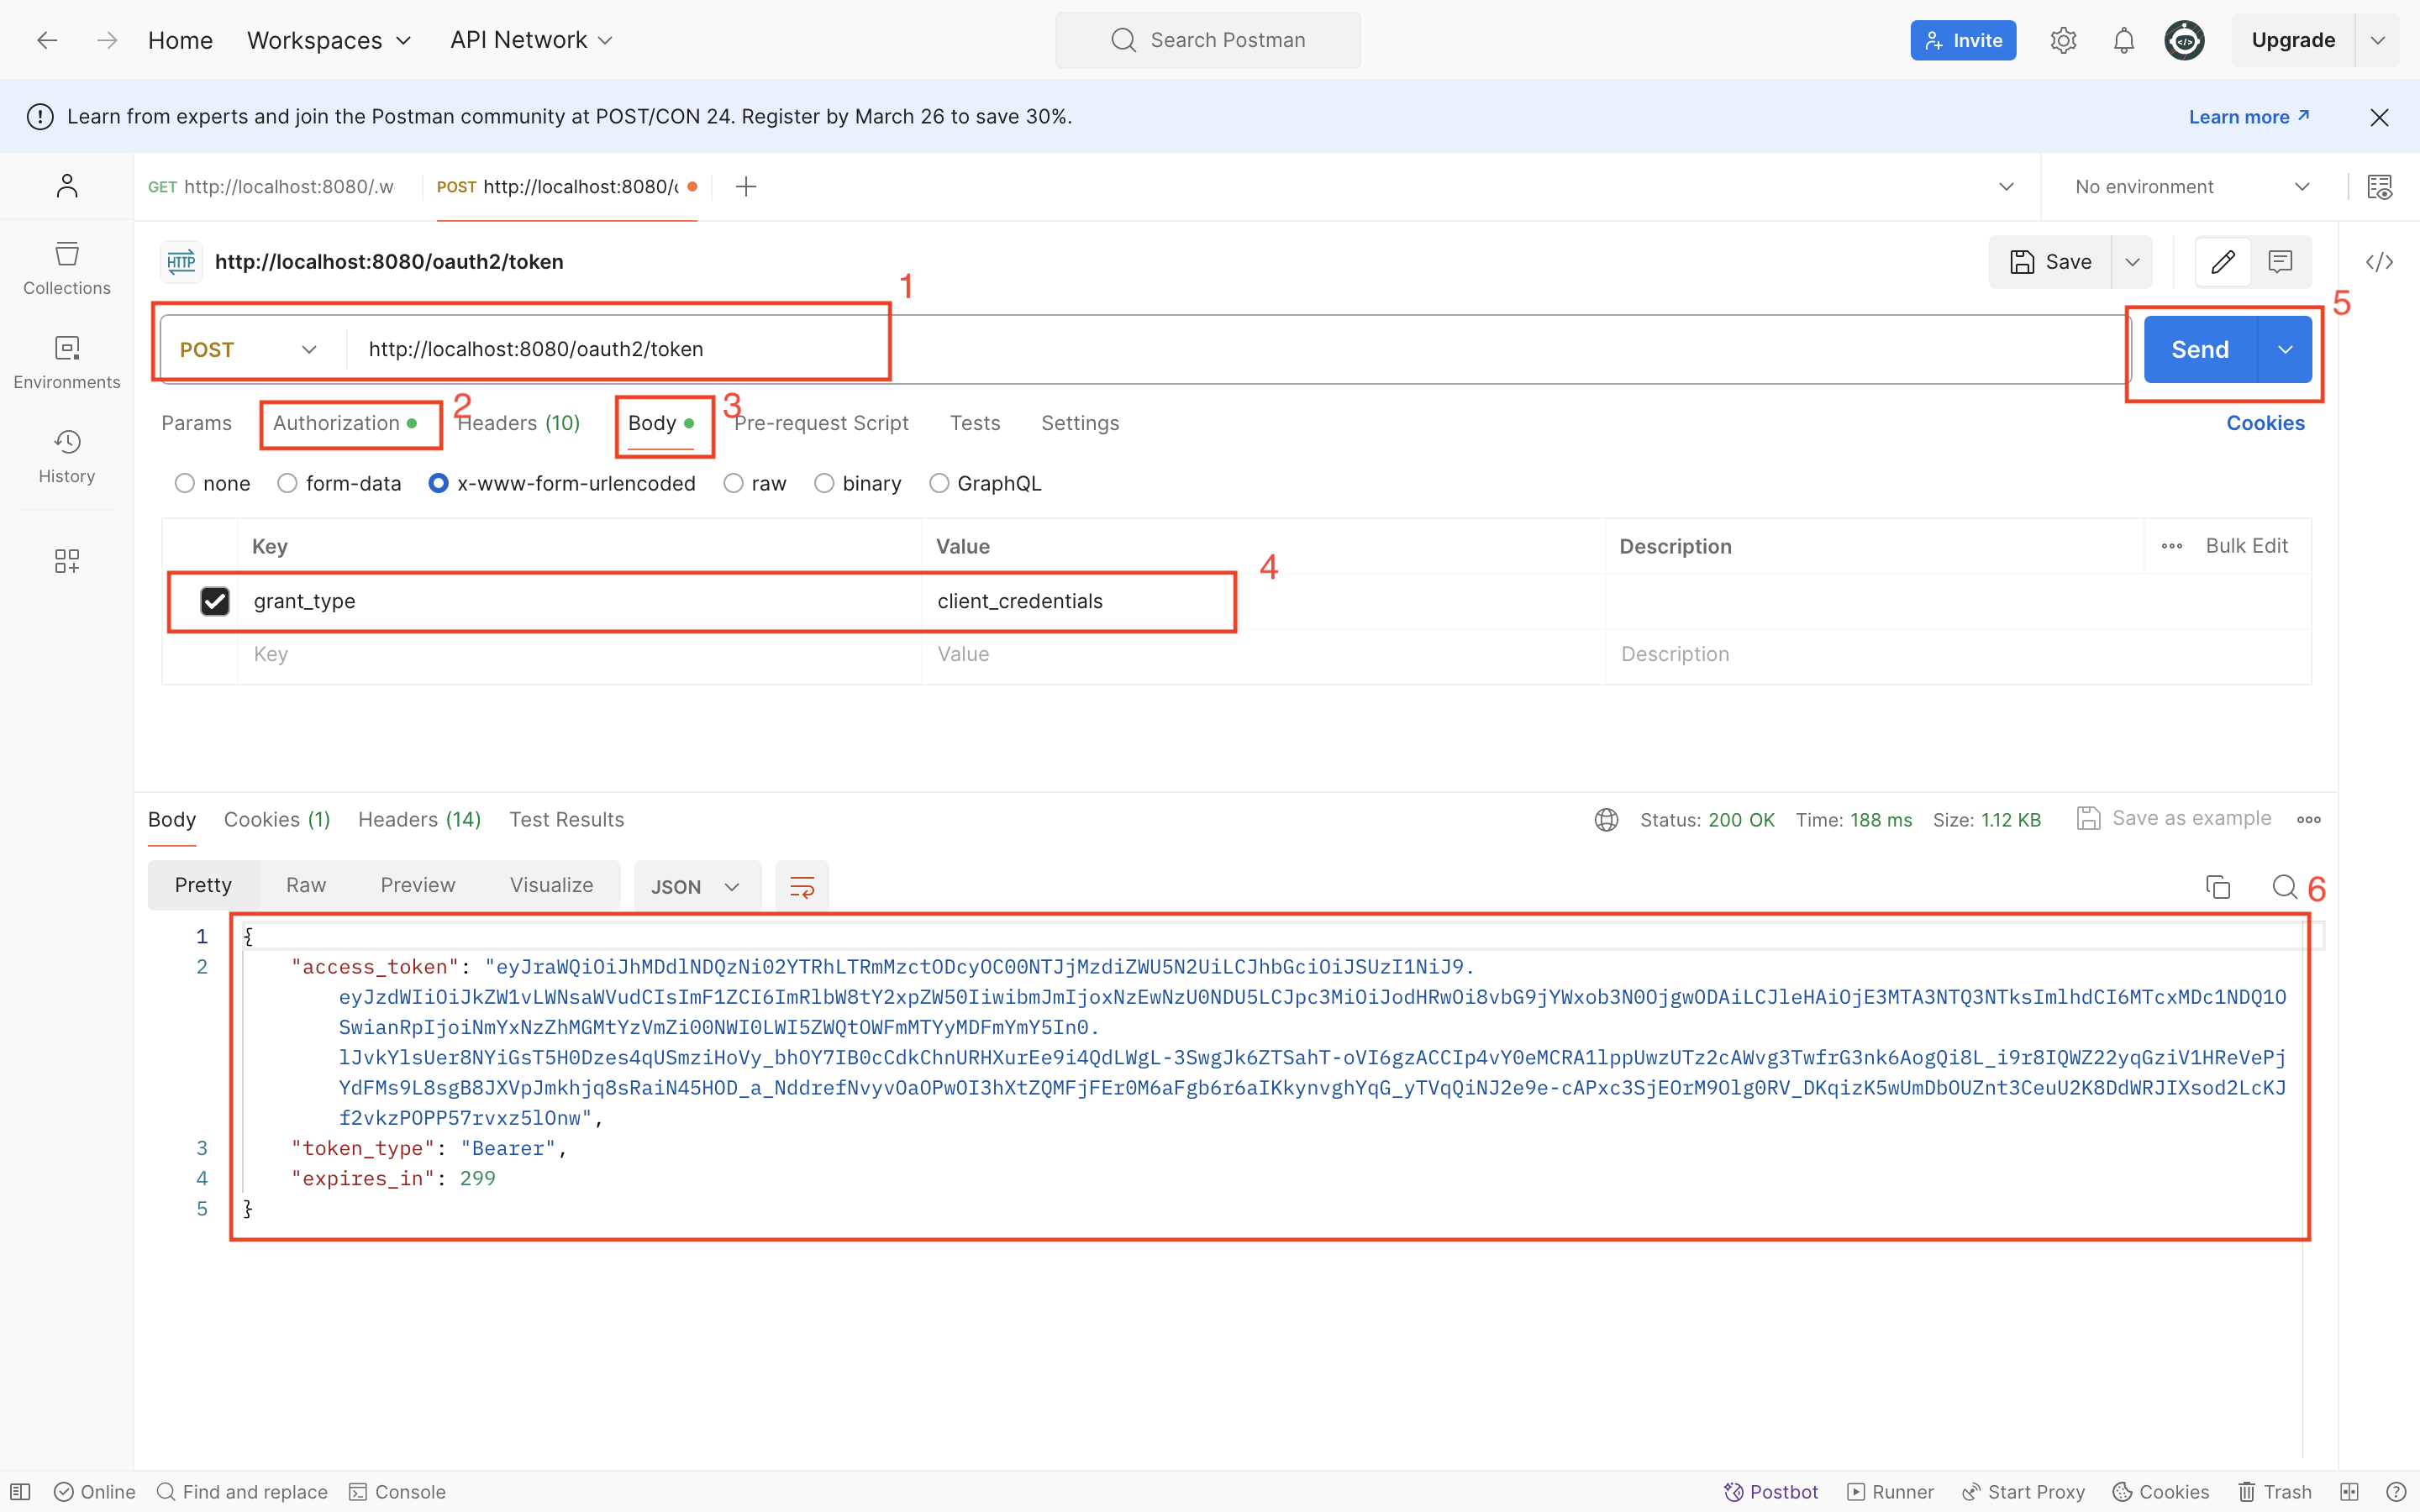 Home Workspaces API Network Search Postman Invite Upgrade
Learn from experts and join the Postman community at POST/CON 24. Register by March 26 to save 30%. Learn more
GET http://localhost:8080/.w POST http://localhost:8080/ No environment
HTTP http://localhost:8080/oauth2/token Save
Collections
1
5
POST http://localhost:8080/oauth2/token Send
Environments
2 3
Params Authorization Headers (10) Body Pre-request Script Tests Settings Cookies
History
none form-data x-www-form-urlencoded raw binary GraphQL
Key Value Description Bulk Edit
4
grant_type client_credentials
Key Value Description
Body Cookies (1) Headers (14) Test Results Status: 200 OK Time: 188 ms Size: 1.12 KB Save as example
Pretty Raw Preview Visualize JSON 6
1 {
2 "access_token": "eyJraWQiOiJhMDdlNDQzNi02YTRhLTRmMzctODcyOC00NTJjMzdiZWU5N2UiLCJhbGciOiJSUzI1NiJ9.
eyJzdWIiOiJkZW1vLWNsaWVudCIsImF1ZCI6ImRlbW8tY2xpZW50IiwibmJmIjoxNzEwNzU0NDU5LCJpc3MiOiJodHRwOi8vbG9jYWxob3N0OjgwODAiLCJleHAiOjE3MTA3NTQ3NTksImlhdCI6MTcxMDc1NDQ1O
SwianRpIjoiNmYxNzZhMGMtYzVmZi00NWI0LWI5ZWQtOWFmMTYyMDFmYmY5In0.
lJvkYlsUer8NYiGsT5H0Dzes4qUSmziHoVy_bhOY7IB0cCdkChnURHXurEe9i4QdLWgL-3SwgJk6ZTSahT-oVI6gzACCIp4vY0eMCRA1lppUwzUTz2cAWvg3TwfrG3nk6AogQi8L_i9r8IQWZ22yqGziV1HReVePj
YdFMs9L8sgB8JXVpJmkhjq8sRaiN45HOD_a_NddrefNvyvOaOPwOI3hXtZQMFjFEr0M6aFgb6r6aIKkynvghYqG_yTVqQiNJ2e9e-cAPxc3SjEOrM9Olg0RV_DKqizK5wUmDbOUZnt3CeuU2K8DdWRJIXsod2LcKJ
f2vkzPOPP57rvxz5lOnw",
3 "token_type": "Bearer",
4 "expires_in": 299
5 }
Online Find and replace Console Postbot Runner Start Proxy Cookies Trash